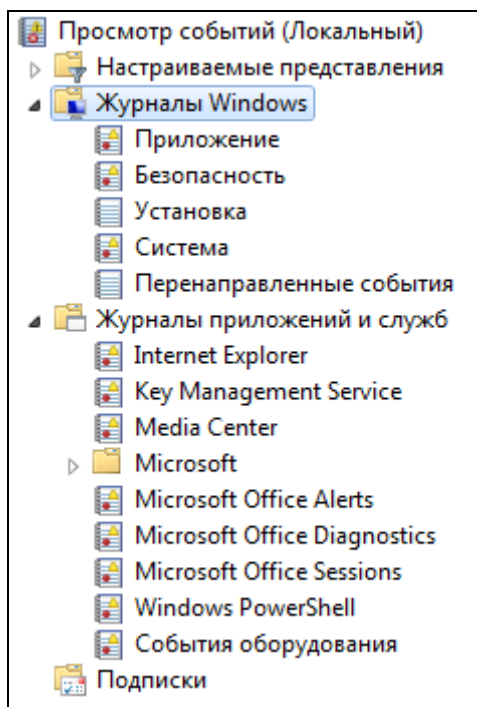 Просмотр событий (Локальный)
Настраиваемые представления
Журналы Windows
Приложение
Безопасность
Установка
Система
Перенаправленные события
Журналы приложений и служб
Internet Explorer
Key Management Service
Media Center
Microsoft
Microsoft Office Alerts
Microsoft Office Diagnostics
Microsoft Office Sessions
Windows PowerShell
События оборудования
Подписки